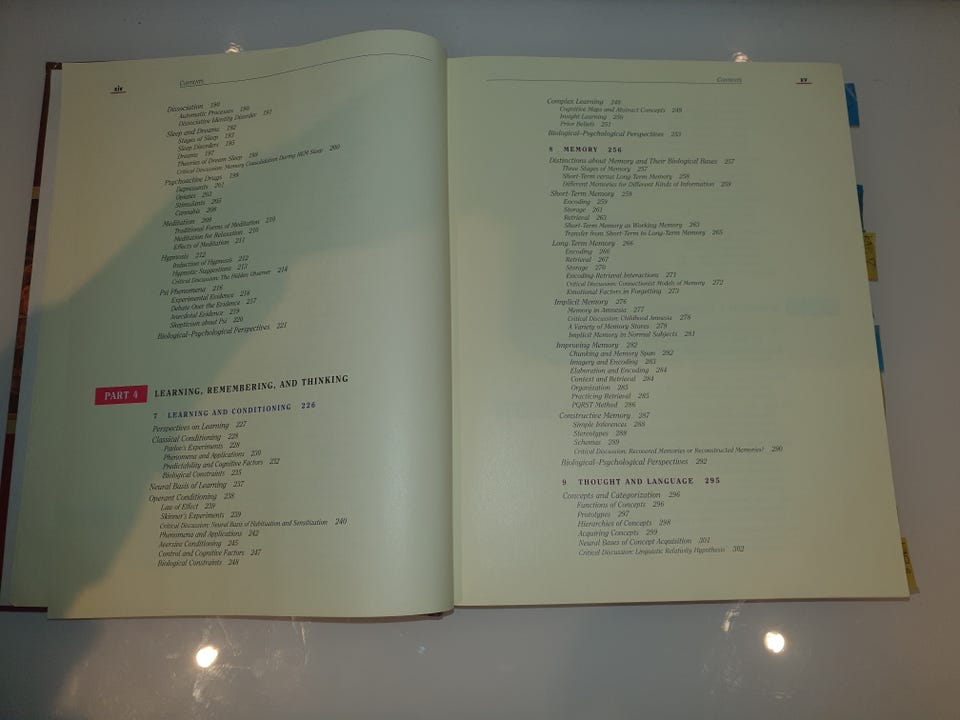 xiv
Contents
Dissociation 190
Automatic Processes 190
Dissociative Identity Disorder 191
Sleep and Dreams 192
Stages of Sleep 192
Sleep Disorders 195
Dreams 197
Theories of Dream Sleep 199
Critical Discussion: Memory Consolidation During REM Sleep 200
Psychoactive Drugs 199
Depressants 201
Opiates 203
Stimulants 205
Cannabis 208
Meditation 209
Traditional Forms of Meditation 210
Meditation for Relaxation 210
Effects of Meditation 211
Hypnosis 212
Induction of Hypnosis 212
Hypnotic Suggestions 213
Critical Discussion: The Hidden Observer 214
Psi Phenomena 216
Experimental Evidence 216
Debate Over the Evidence 217
Anecdotal Evidence 219
Skepticism about Psi 220
Biological–Psychological Perspectives 221
PART 4 LEARNING, REMEMBERING, AND THINKING
7 LEARNING AND CONDITIONING 226
Perspectives on Learning 227
Classical Conditioning 228
Pavlov's Experiments 228
Phenomena and Applications 230
Predictability and Cognitive Factors 232
Biological Constraints 235
Neural Basis of Learning 237
Operant Conditioning 238
Law of Effect 239
Skinner's Experiments 239
Critical Discussion: Neural Basis of Habituation and Sensitization 240
Phenomena and Applications 242
Aversive Conditioning 245
Control and Cognitive Factors 247
Biological Constraints 248
Contents
xv
Complex Learning 249
Cognitive Maps and Abstract Concepts 249
Insight Learning 250
Prior Beliefs 251
Biological–Psychological Perspectives 253
8 MEMORY 256
Distinctions about Memory and Their Biological Bases 257
Three Stages of Memory 257
Short-Term versus Long-Term Memory 258
Different Memories for Different Kinds of Information 259
Short-Term Memory 259
Encoding 259
Storage 261
Retrieval 263
Short-Term Memory as Working Memory 263
Transfer from Short-Term to Long-Term Memory 265
Long-Term Memory 266
Encoding 266
Retrieval 267
Storage 270
Encoding-Retrieval Interactions 271
Critical Discussion: Connectionist Models of Memory 272
Emotional Factors in Forgetting 273
Implicit Memory 276
Memory in Amnesia 277
Critical Discussion: Childhood Amnesia 278
A Variety of Memory Stores 279
Implicit Memory in Normal Subjects 281
Improving Memory 282
Chunking and Memory Span 282
Imagery and Encoding 283
Elaboration and Encoding 284
Context and Retrieval 284
Organization 285
Practicing Retrieval 285
PQRST Method 286
Constructive Memory 287
Simple Inferences 288
Stereotypes 288
Schemas 289
Critical Discussion: Recovered Memories or Reconstructed Memories? 290
Biological–Psychological Perspectives 292
9 THOUGHT AND LANGUAGE 295
Concepts and Categorization 296
Functions of Concepts 296
Prototypes 297
Hierarchies of Concepts 298
Acquiring Concepts 299
Neural Bases of Concept Acquisition 301
Critical Discussion: Linguistic Relativity Hypothesis 302